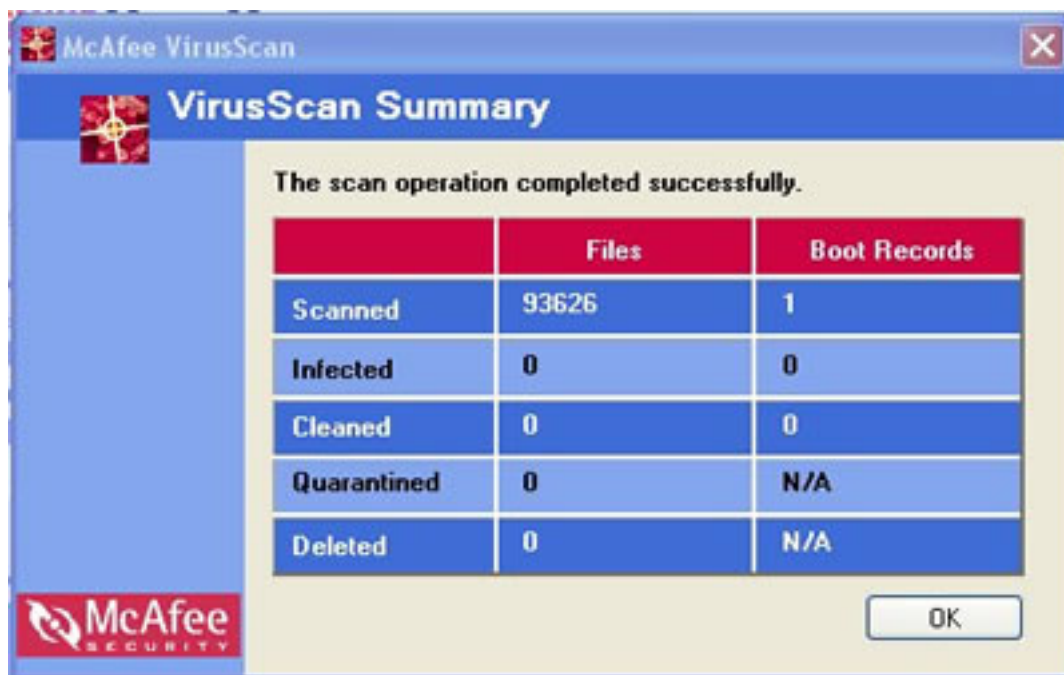 McAfee VirusScan
VirusScan Summary
The scan operation completed successfully.
Files Boot Records
Scanned 93626 1
Infected 0 0
Cleaned 0 0
Quarantined 0 N/A
Deleted 0 N/A
McAfee
SECURITY
OK